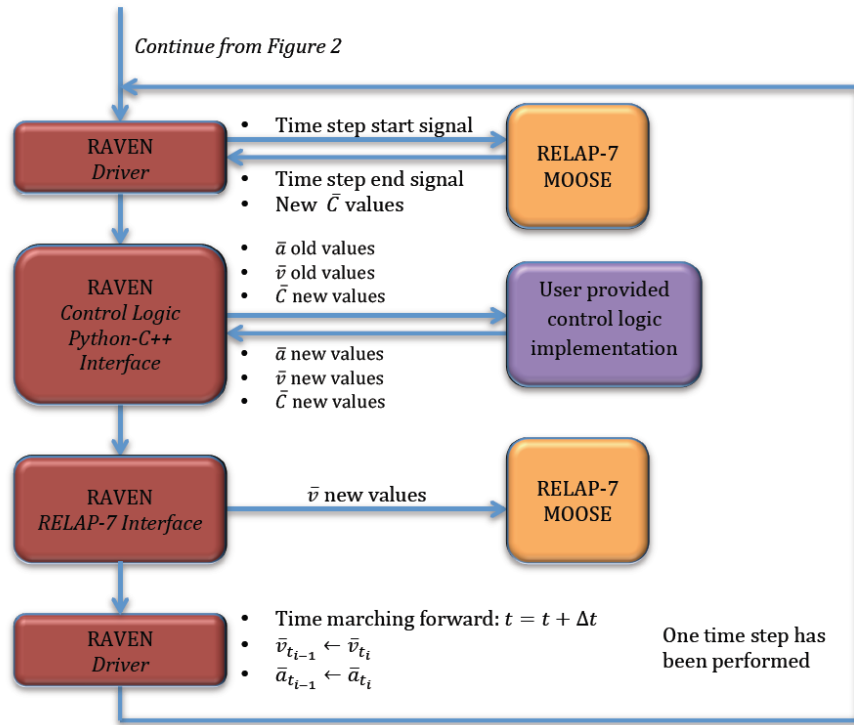 Continue from Figure 2
RAVEN
Driver
• Time step start signal
• Time step end signal
• New C̄ values
RELAP-7
MOOSE
RAVEN
Control Logic
Python-C++
Interface
• ā old values
• v̄ old values
• C̄ new values
• ā new values
• v̄ new values
• C̄ new values
User provided
control logic
implementation
RAVEN
RELAP-7 Interface
v̄ new values
RELAP-7
MOOSE
RAVEN
Driver
• Time marching forward: t = t + Δt
• v̄_{t_{i−1}} ← v̄_{t_i}
• ā_{t_{i−1}} ← ā_{t_i}
One time step has
been performed